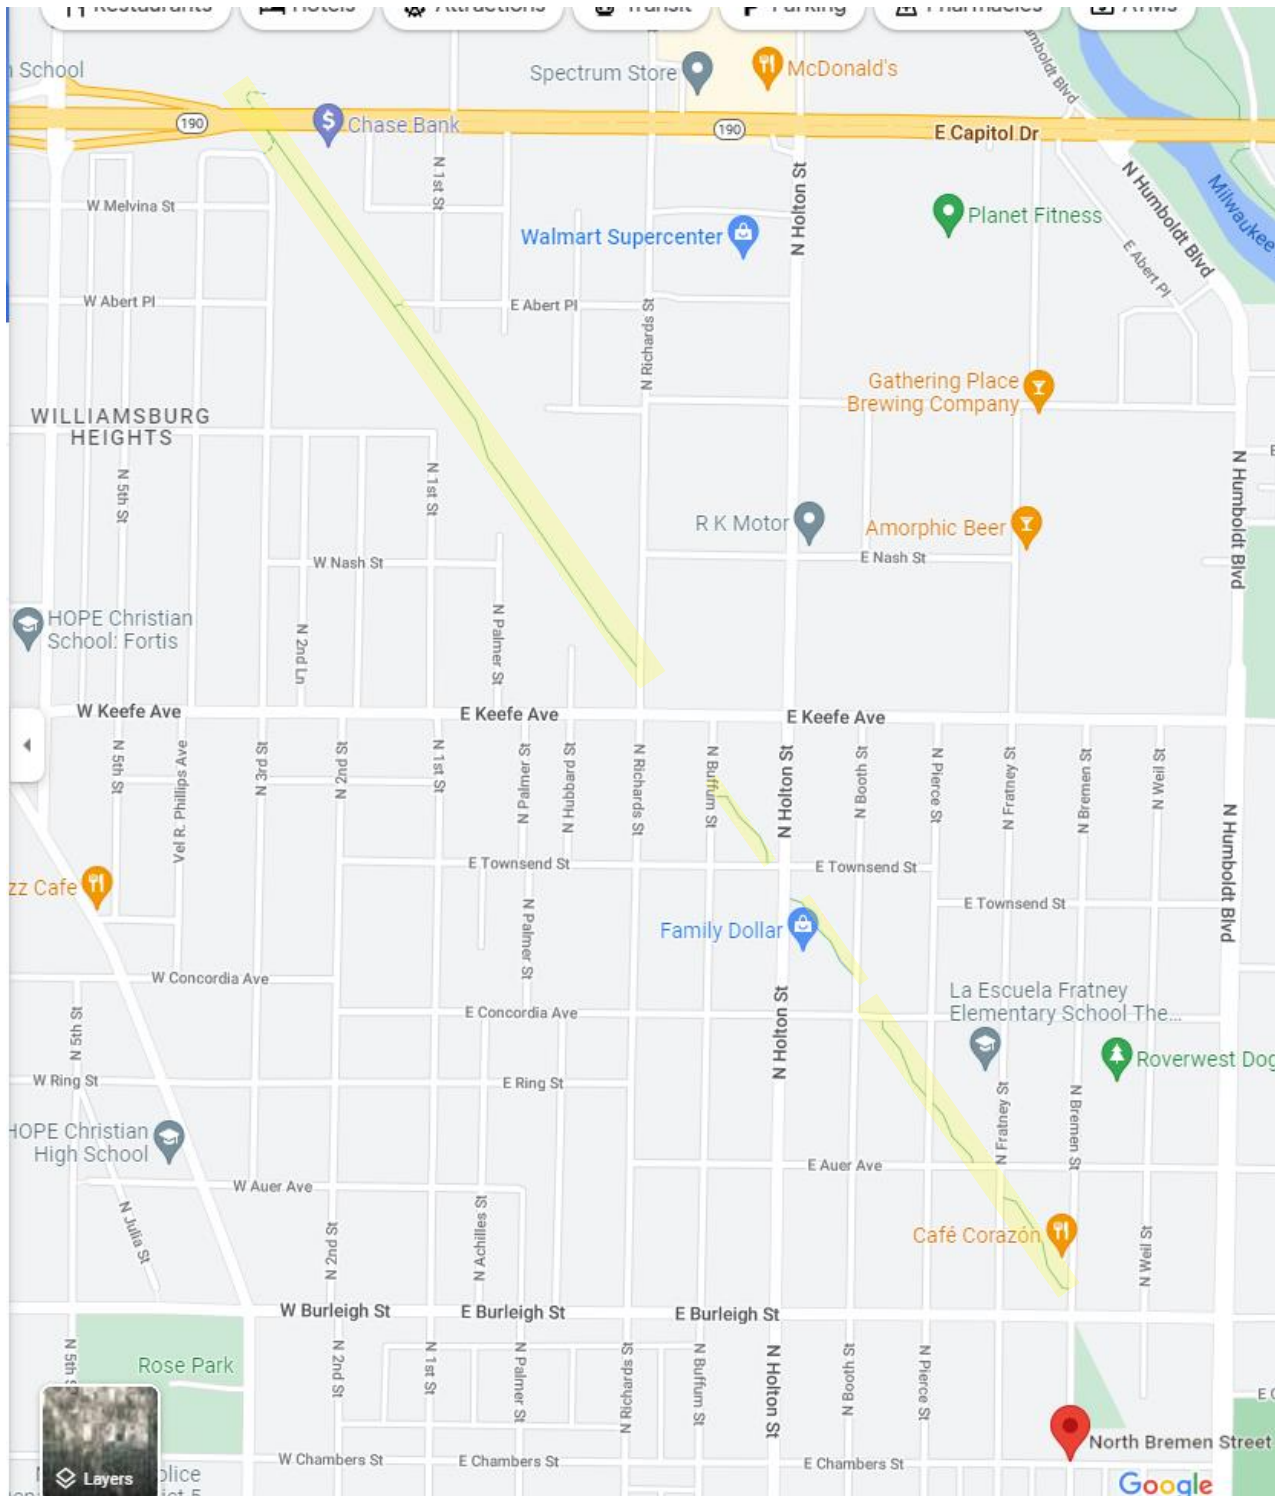 Restaurants
Hotels
Attractions
Transit
Parking
Pharmacies
ATMs
School
Spectrum Store
McDonald's
190
Chase Bank
190
E Capitol Dr
N Humboldt Blvd
Milwaukee
N 1st St
N Holton St
W Melvina St
Planet Fitness
Walmart Supercenter
E Abert Pl
W Abert Pl
E Abert Pl
N Richards St
Gathering Place
Brewing Company
WILLIAMSBURG
HEIGHTS
N 5th St
N 1st St
N Humboldt Blvd
R K Motor
Amorphic Beer
W Nash St
E Nash St
HOPE Christian
School: Fortis
N 2nd Ln
N Palmer St
W Keefe Ave
E Keefe Ave
E Keefe Ave
N 5th St
Vel R. Phillips Ave
N 3rd St
N 2nd St
N 1st St
N Palmer St
N Hubbard St
N Richards St
N Buffum St
N Holton St
N Booth St
N Pierce St
N Fratney St
N Bremen St
N Weil St
N Humboldt Blvd
E Townsend St
E Townsend St
zz Cafe
E Townsend St
N Palmer St
Family Dollar
W Concordia Ave
La Escuela Fratney
Elementary School The...
N 5th St
E Concordia Ave
N Holton St
Roverwest Dog
W Ring St
E Ring St
N Fratney St
N Bremen St
HOPE Christian
High School
E Auer Ave
W Auer Ave
N Julia St
N 2nd St
N Achilles St
Café Corazón
N Weil St
W Burleigh St
E Burleigh St
E Burleigh St
N 5th S
Rose Park
N 2nd St
N 1st St
N Palmer St
N Richards St
N Buffum St
N Holton St
N Booth St
N Pierce St
North Bremen Street
W Chambers St
E Chambers St
E Chambers St
Layers
Google